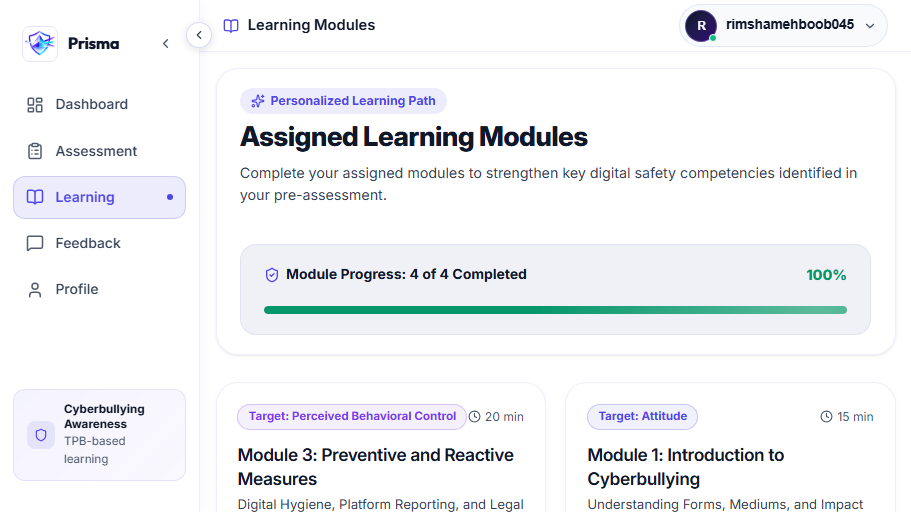 Prisma
Dashboard
Assessment
Learning
Feedback
Profile
Cyberbullying
Awareness
TPB-based
learning
Learning Modules
R
rimshamehboob045
Personalized Learning Path
Assigned Learning Modules
Complete your assigned modules to strengthen key digital safety competencies identified in
your pre-assessment.
Module Progress: 4 of 4 Completed
100%
Target: Perceived Behavioral Control
20 min
Module 3: Preventive and Reactive
Measures
Digital Hygiene, Platform Reporting, and Legal
Target: Attitude
15 min
Module 1: Introduction to
Cyberbullying
Understanding Forms, Mediums, and Impact